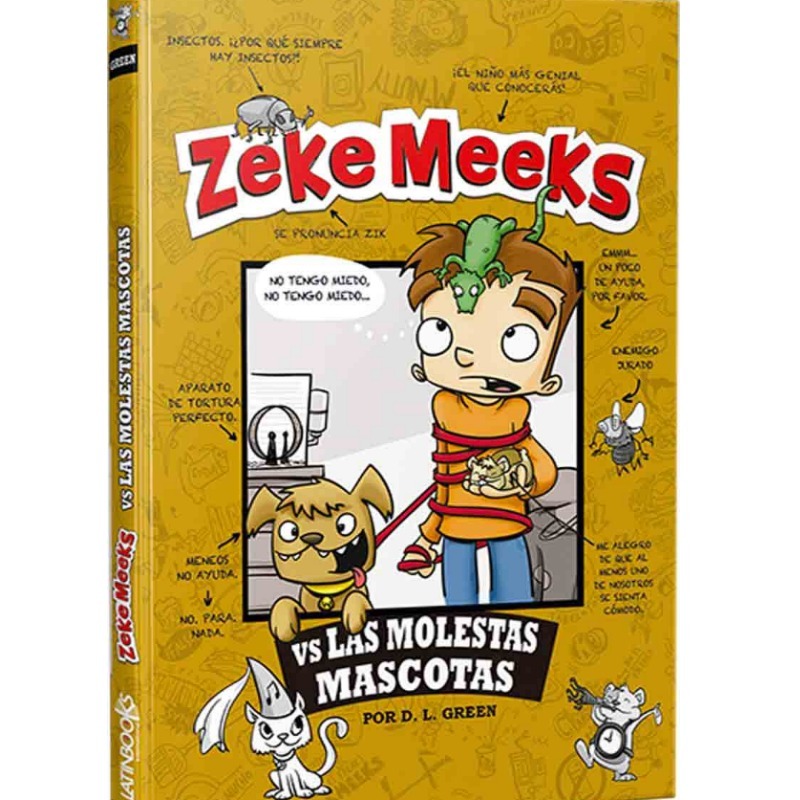 INSECTOS. ¡¿POR QUÉ SIEMPRE
HAY INSECTOS?!
¡EL NIÑO MÁS GENIAL
QUE CONOCERÁS!
Zeke Meeks
SE PRONUNCIA ZIK
NO TENGO MIEDO,
NO TENGO MIEDO...
EMMM...
UN POCO
DE AYUDA,
POR FAVOR.
ENEMIGO
JURADO
APARATO
DE TORTURA
PERFECTO.
MENEOS
NO AYUDA.
NO. PARA.
NADA.
ME ALEGRO
DE QUE AL
MENOS UNO
DE NOSOTROS
SE SIENTA
CÓMODO.
VS LAS MOLESTAS
MASCOTAS
POR D. L. GREEN
GREEN
VS LAS MOLESTAS MASCOTAS
Zeke Meeks
LATINBOOKS